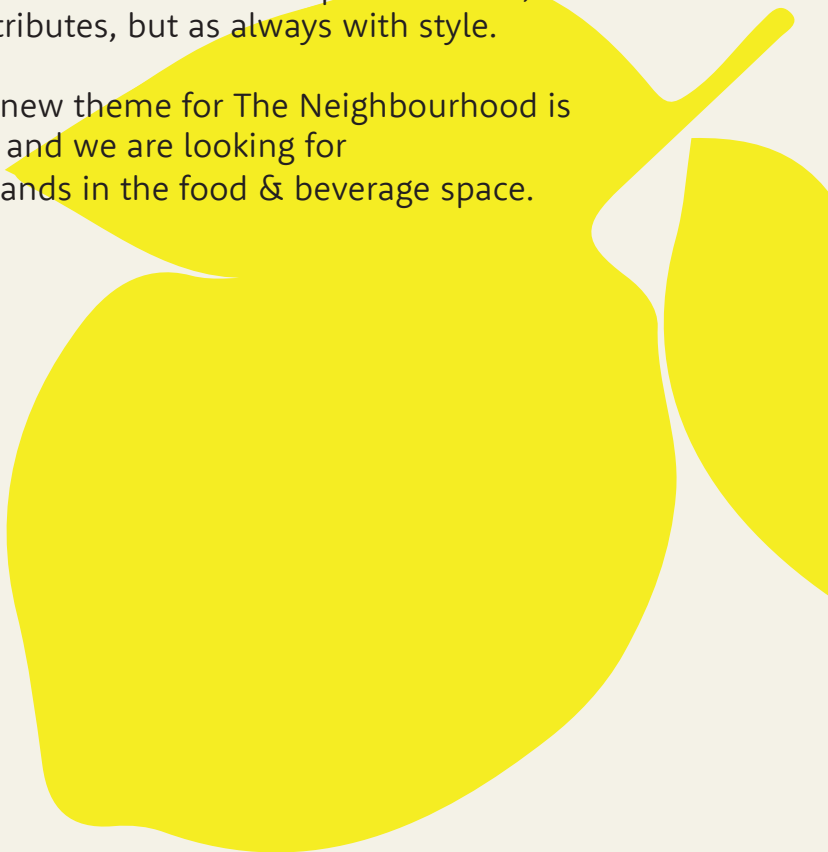 tributes, but as always with style.
new theme for The Neighbourhood is
and we are looking for
ands in the food & beverage space.